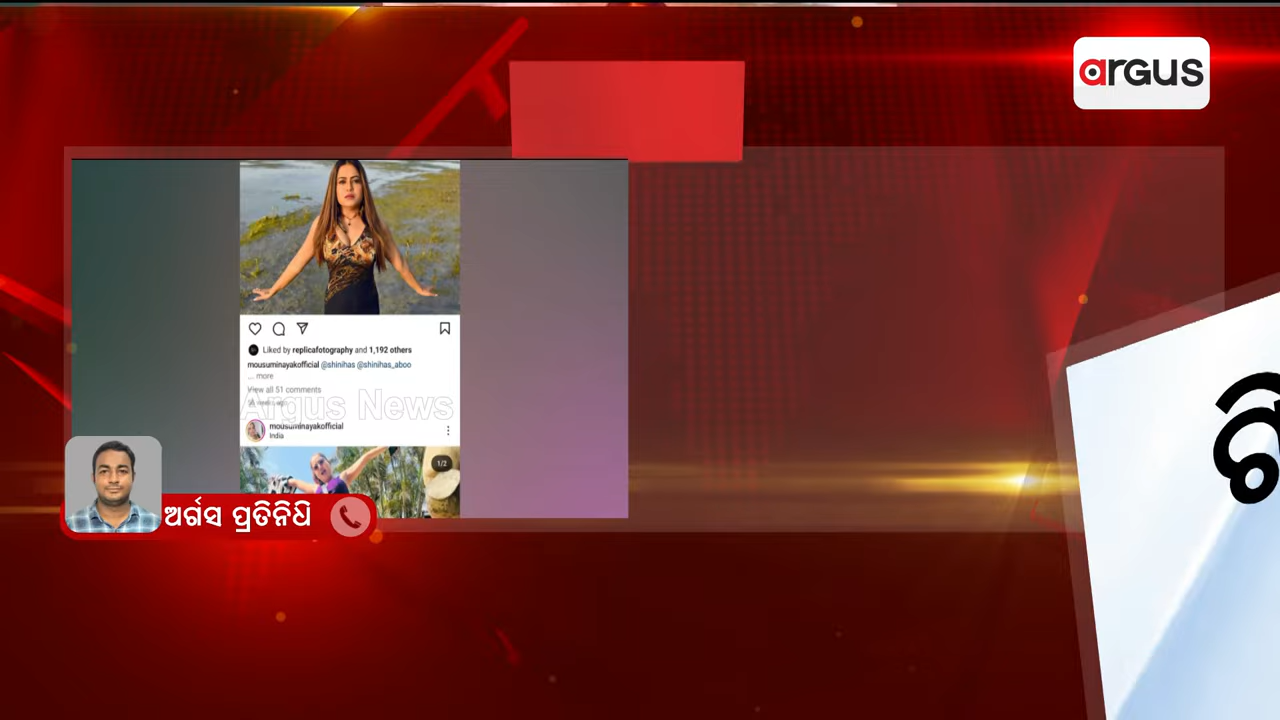 argus
Liked by replicafotography and 1,192 others
mousuminayakofficial @shinihas @shinihas_aboo
... more
View all 51 comments
Argus News
mousuminayakofficial
India
1/2
ଅର୍ଗସ ପ୍ରତିନିଧି